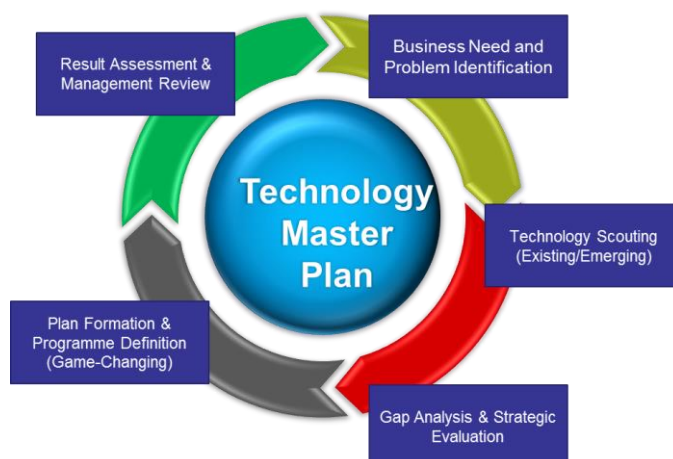 Result Assessment &
Management Review
Business Need and
Problem Identification
Technology
Master
Plan
Technology Scouting
(Existing/Emerging)
Plan Formation &
Programme Definition
(Game-Changing)
Gap Analysis & Strategic
Evaluation